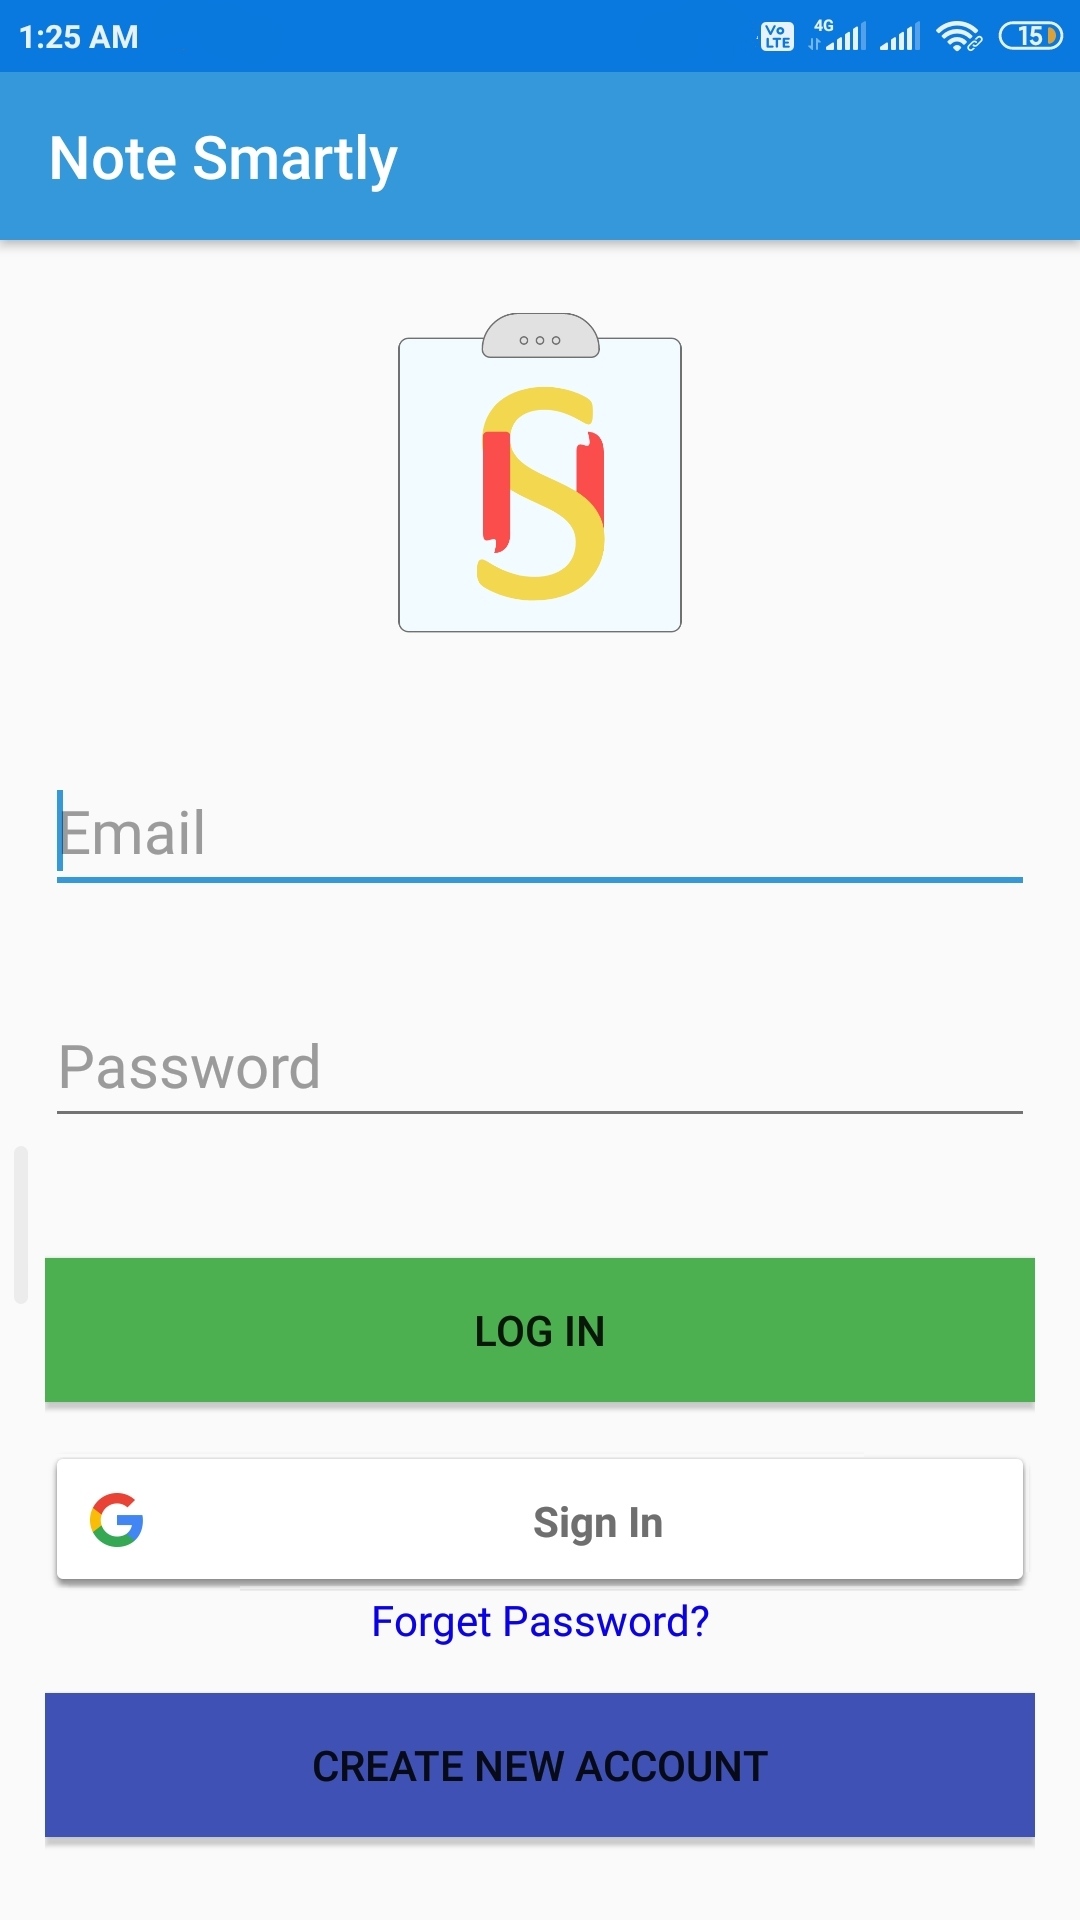 1:25 AM Vo LTE 4G 15
Note Smartly
Email
Password
LOG IN
G Sign In
Forget Password?
CREATE NEW ACCOUNT